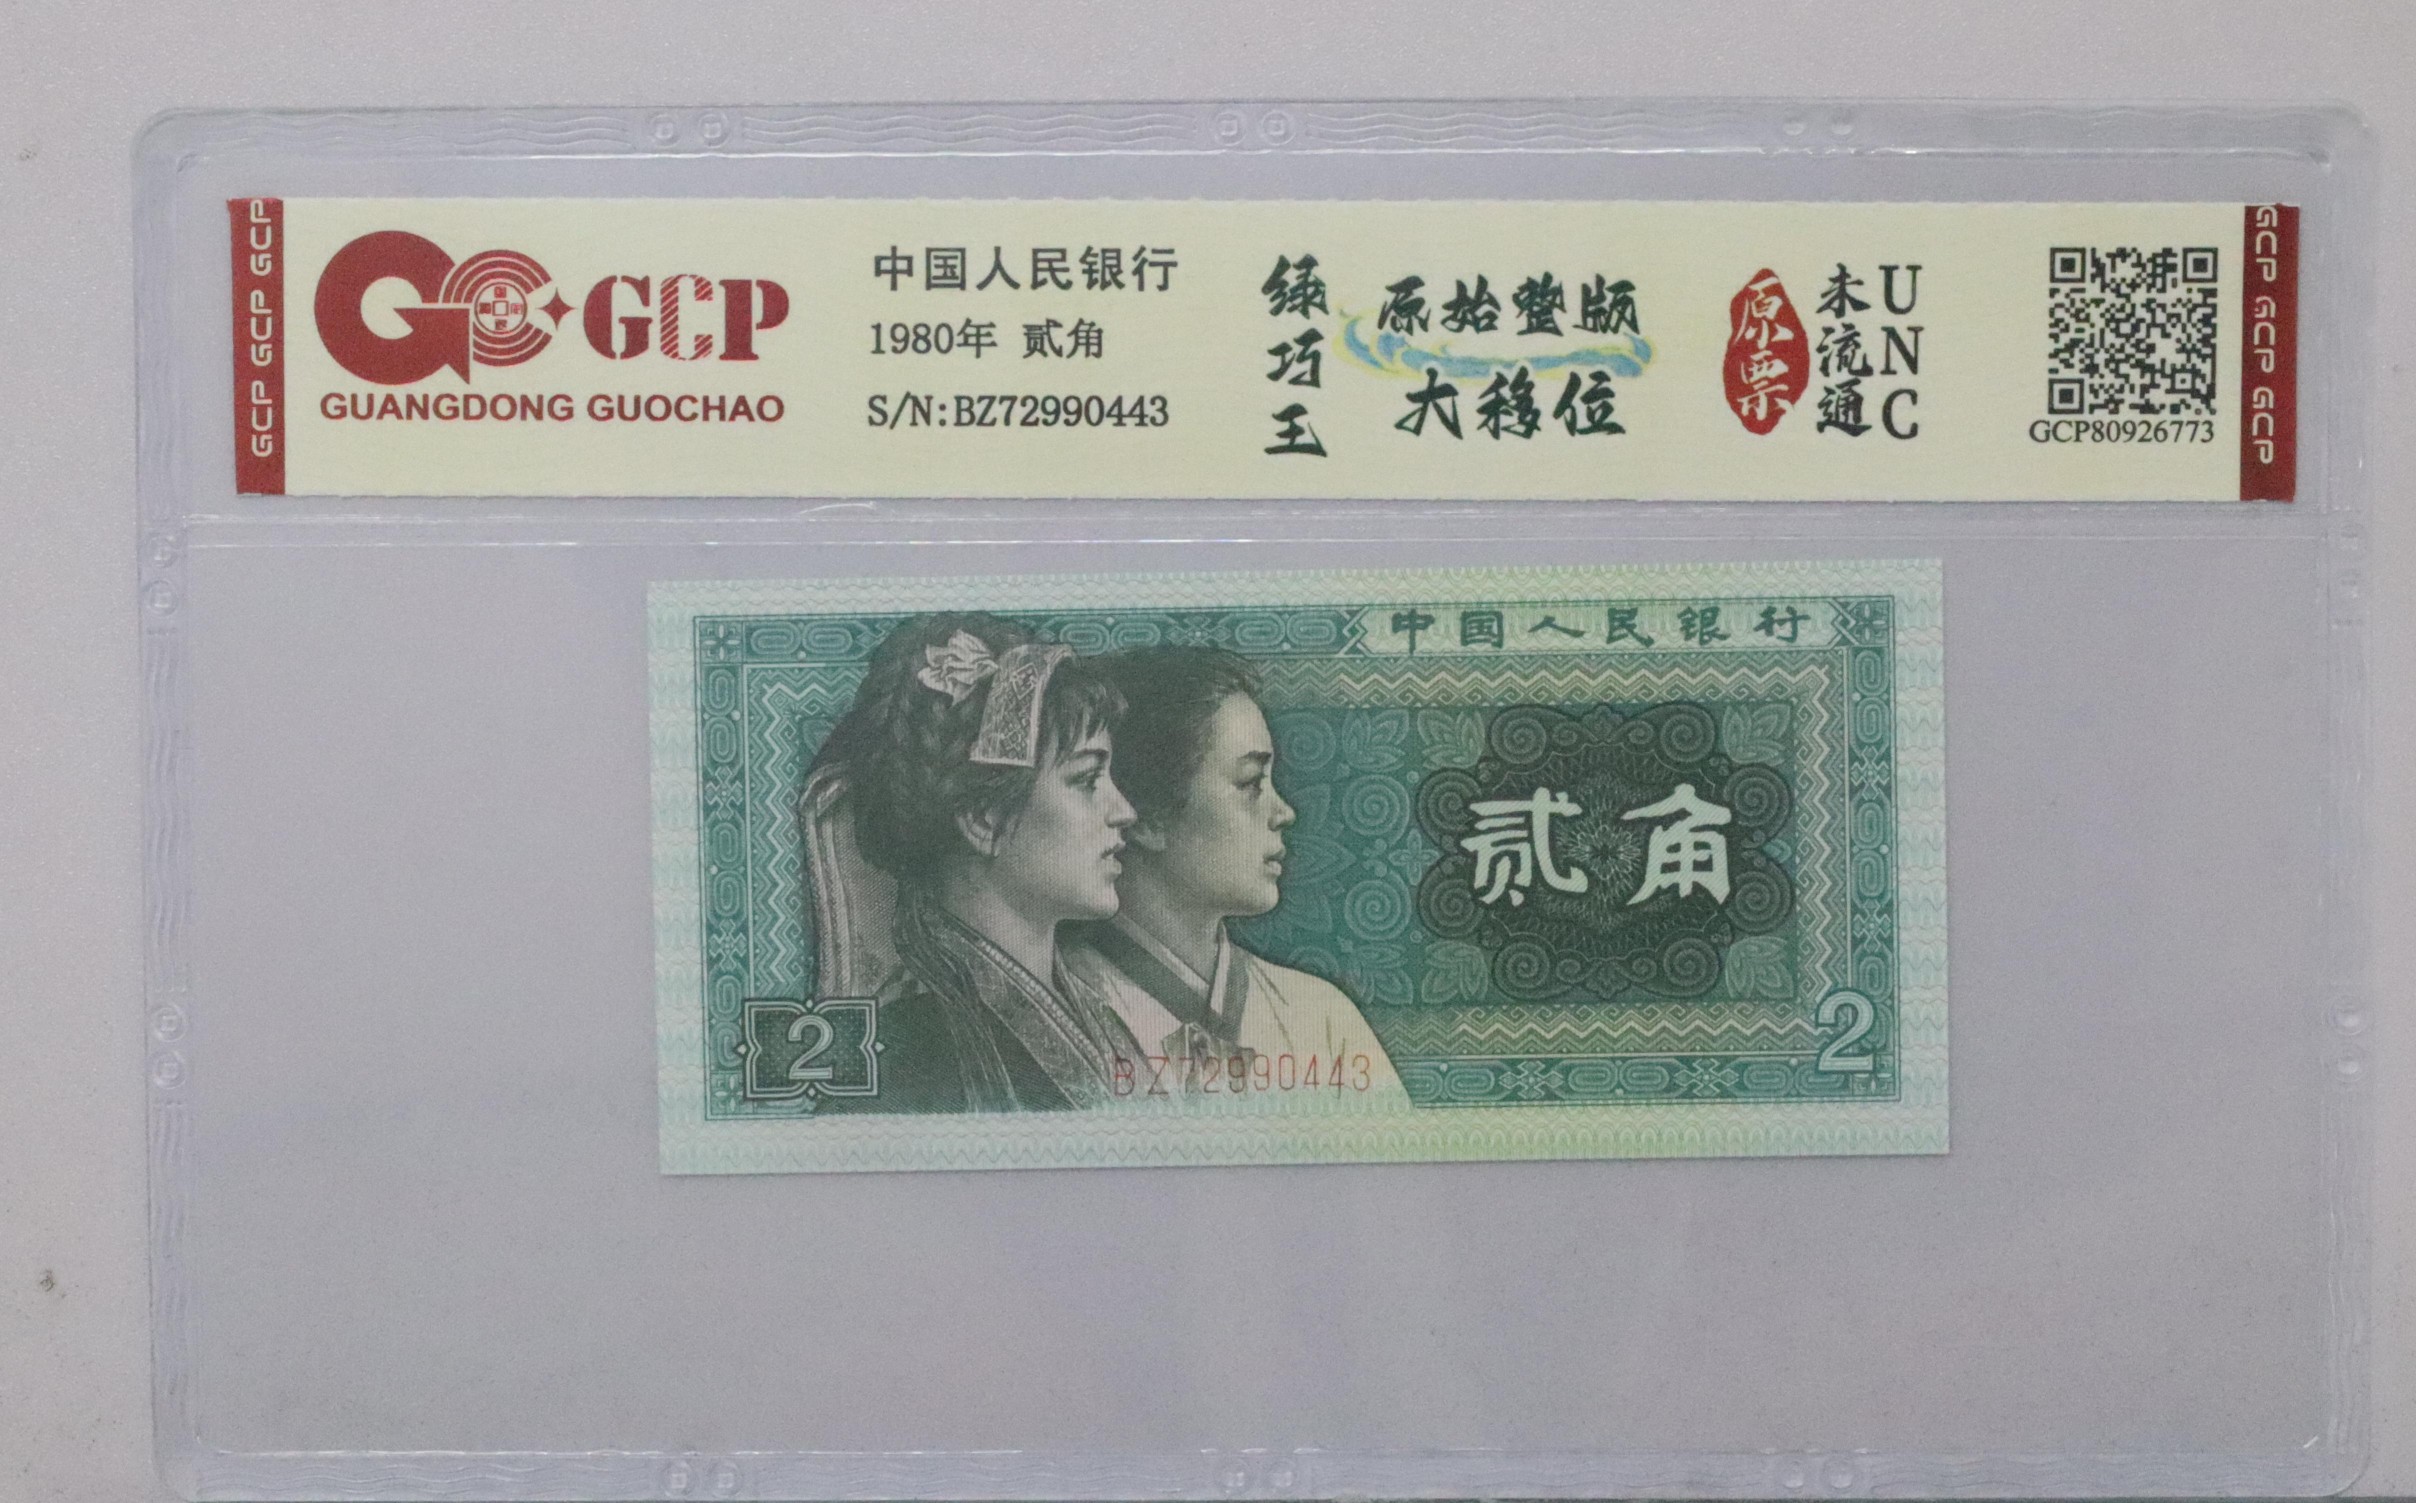 GCP GCP GCP
GCP
GUANGDONG GUOCHAO
中国人民银行
1980年 贰角
S/N:BZ72990443
绿巧王
原始整版
大移位
原票
未流通
UNC
GCP80926773
GCP GCP GCP
中国人民银行
贰角
2
2
BZ72990443